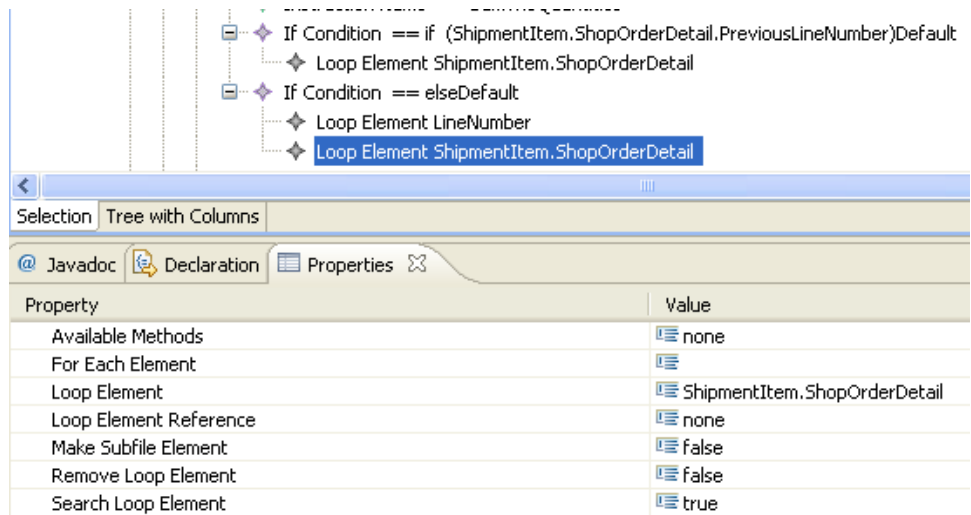 If Condition == if (ShipmentItem.ShopOrderDetail.PreviousLineNumber)Default
Loop Element ShipmentItem.ShopOrderDetail
If Condition == elseDefault
Loop Element LineNumber
Loop Element ShipmentItem.ShopOrderDetail
Selection Tree with Columns
@ Javadoc Declaration Properties
Property Value
Available Methods none
For Each Element
Loop Element ShipmentItem.ShopOrderDetail
Loop Element Reference none
Make Subfile Element false
Remove Loop Element false
Search Loop Element true